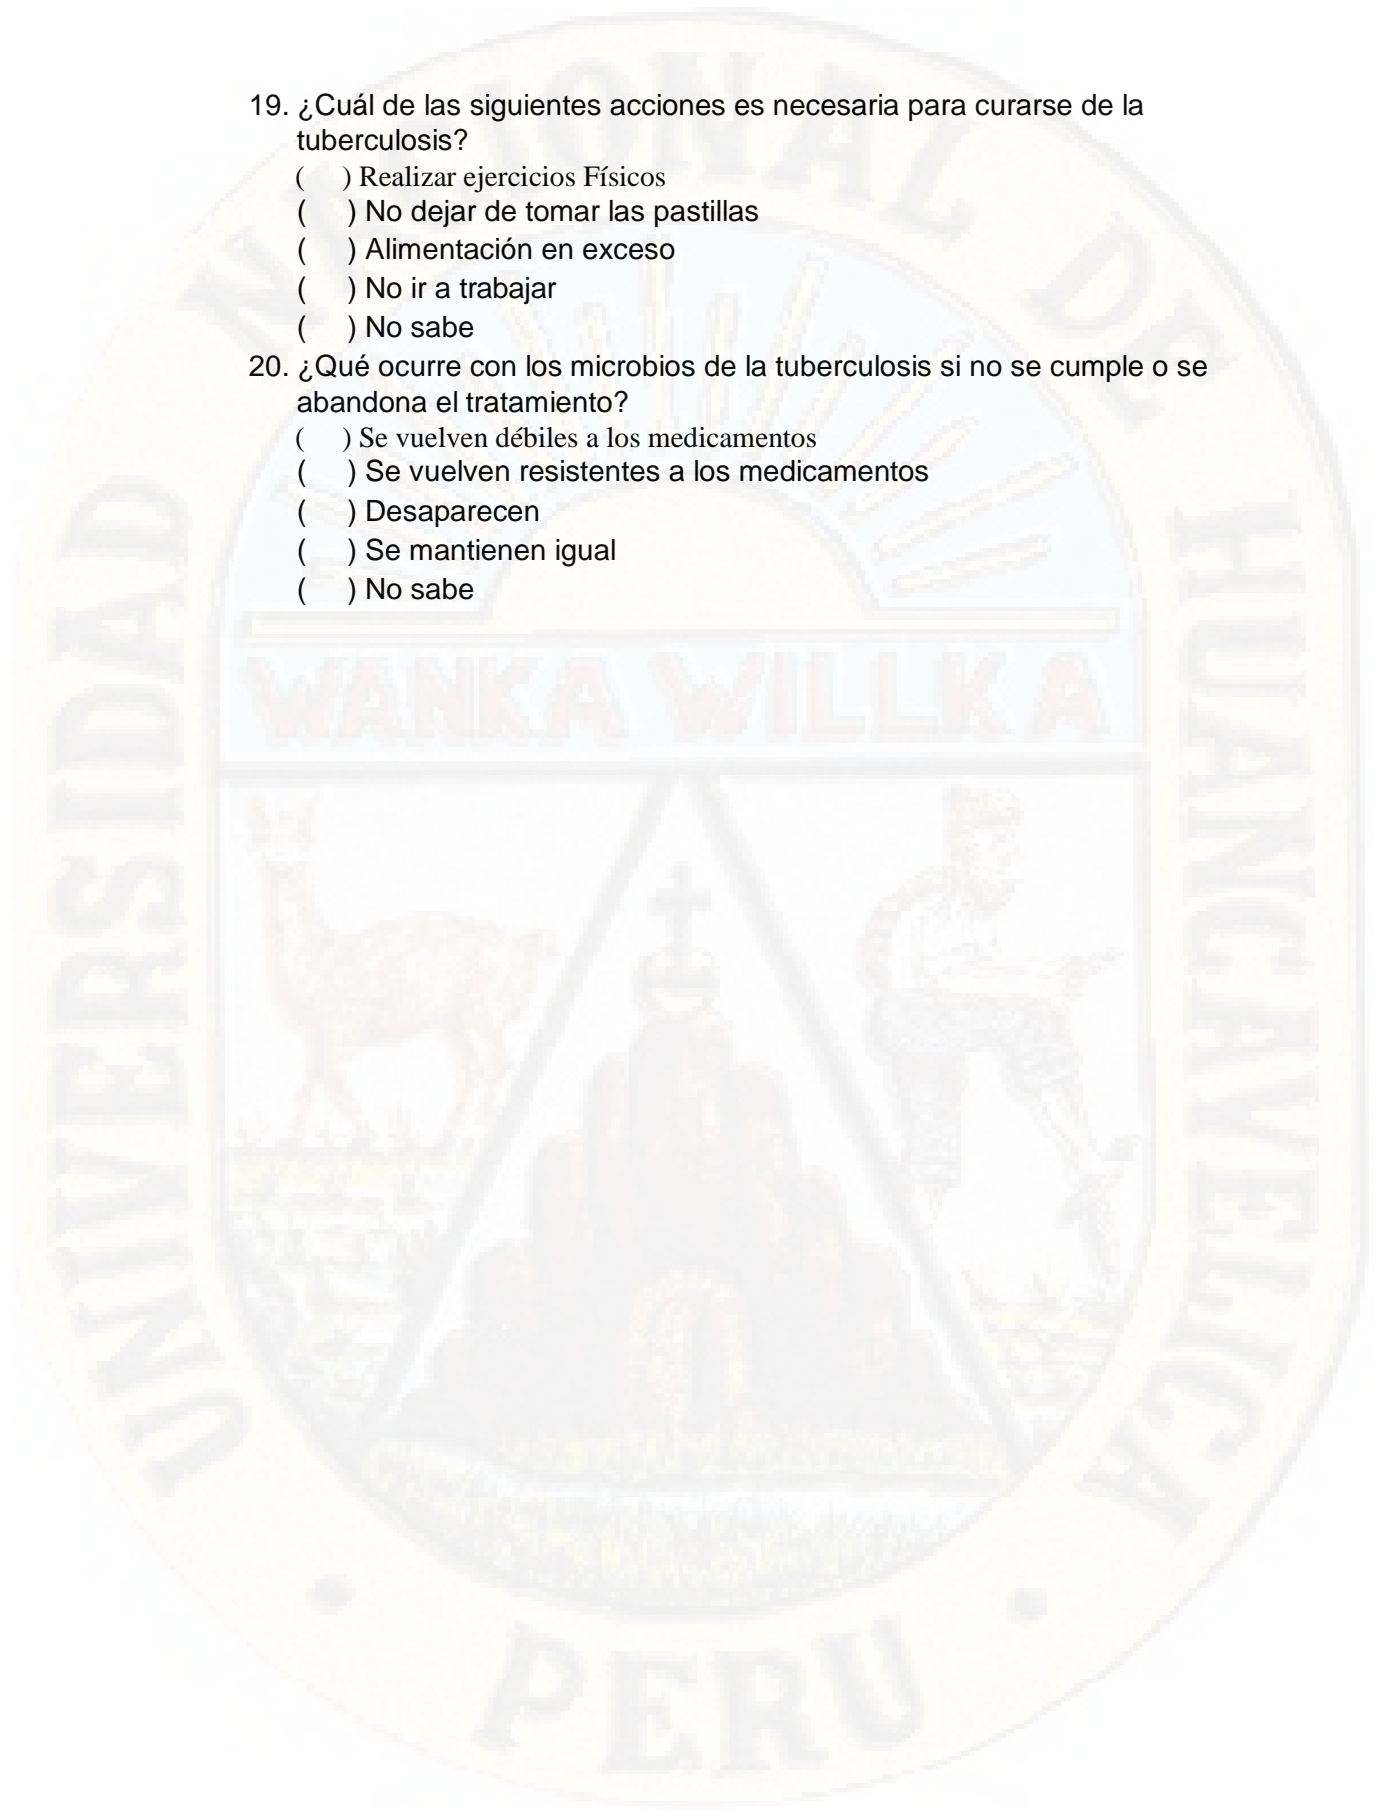 19. ¿Cuál de las siguientes acciones es necesaria para curarse de la
tuberculosis?
(    ) Realizar ejercicios Físicos
(    ) No dejar de tomar las pastillas
(    ) Alimentación en exceso
(    ) No ir a trabajar
(    ) No sabe
20. ¿Qué ocurre con los microbios de la tuberculosis si no se cumple o se
abandona el tratamiento?
(    ) Se vuelven débiles a los medicamentos
(    ) Se vuelven resistentes a los medicamentos
(    ) Desaparecen
(    ) Se mantienen igual
(    ) No sabe
UNIVERSIDAD NACIONAL DE HUANCAVELICA
WANKA WILLKA
PERU